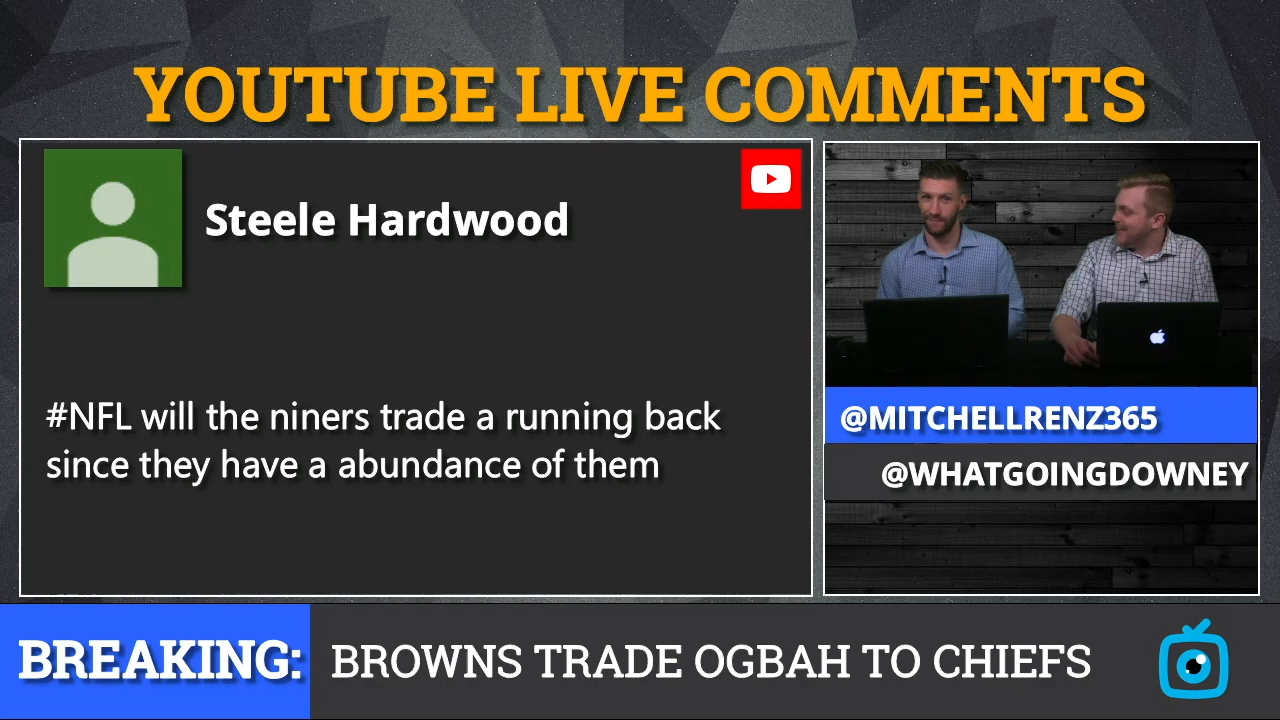 YOUTUBE LIVE COMMENTS
Steele Hardwood
#NFL will the niners trade a running back
since they have a abundance of them
@MITCHELLRENZ365
@WHATGOINGDOWNEY
BREAKING: BROWNS TRADE OGBAH TO CHIEFS